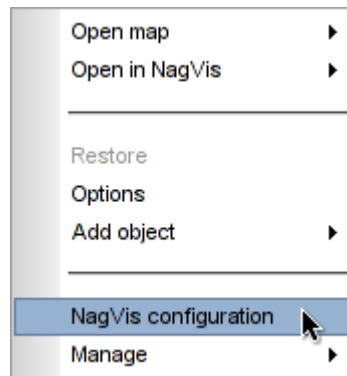 Open map
Open in NagVis
Restore
Options
Add object
NagVis configuration
Manage